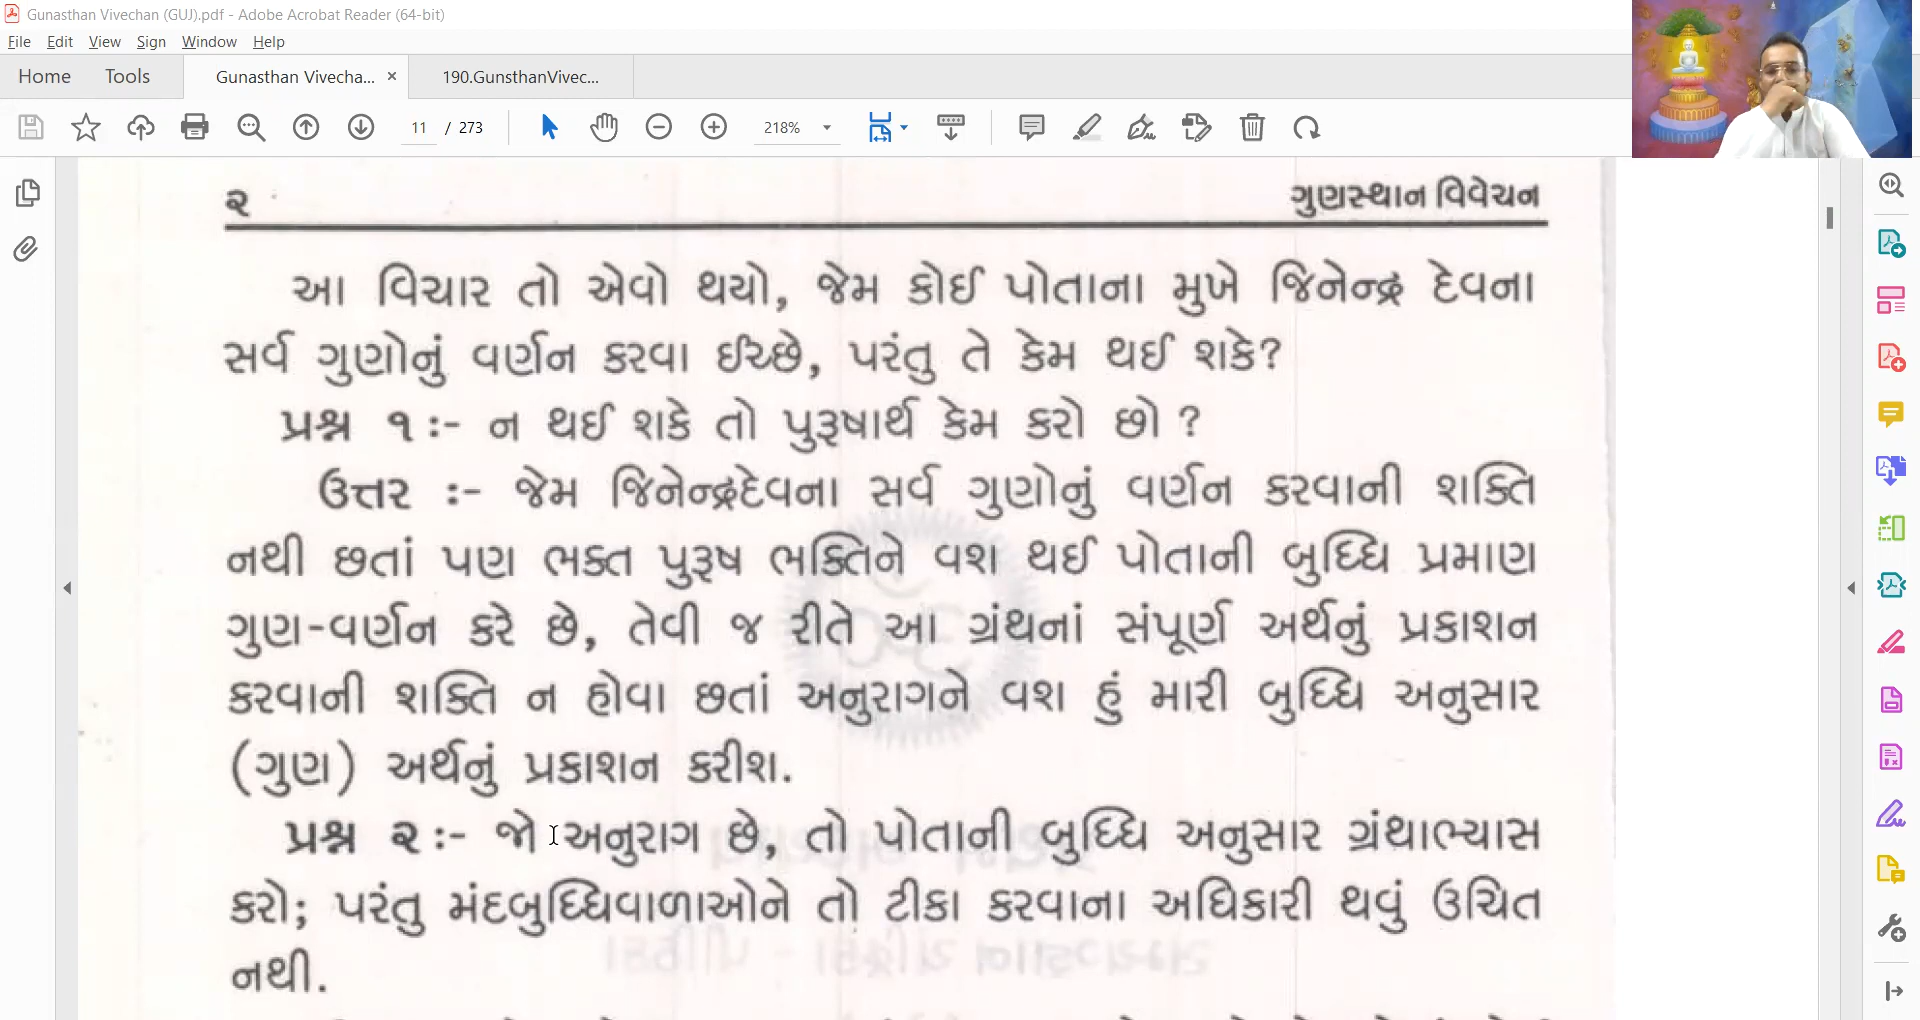 Gunasthan Vivechan (GUJ).pdf - Adobe Acrobat Reader (64-bit)
File Edit View Sign Window Help
Home Tools Gunasthan Vivecha... × 190.GunsthanVivec...
11 / 273 218%
૨ ગુણસ્થાન વિવેચન
આ વિચાર તો એવો થયો, જેમ કોઈ પોતાના મુખે જિનેન્દ્ર દેવના
સર્વ ગુણોનું વર્ણન કરવા ઈચ્છે, પરંતુ તે કેમ થઈ શકે?
પ્રશ્ન ૧ :- ન થઈ શકે તો પુરૂષાર્થ કેમ કરો છો ?
ઉત્તર :- જેમ જિનેન્દ્રદેવના સર્વ ગુણોનું વર્ણન કરવાની શક્તિ
નથી છતાં પણ ભક્ત પુરૂષ ભક્તિને વશ થઈ પોતાની બુધ્ધિ પ્રમાણ
ગુણ-વર્ણન કરે છે, તેવી જ રીતે આ ગ્રંથનાં સંપૂર્ણ અર્થનું પ્રકાશન
કરવાની શક્તિ ન હોવા છતાં અનુરાગને વશ હું મારી બુધ્ધિ અનુસાર
(ગુણ) અર્થનું પ્રકાશન કરીશ.
પ્રશ્ન ૨ :- જો અનુરાગ છે, તો પોતાની બુધ્ધિ અનુસાર ગ્રંથાભ્યાસ
કરો; પરંતુ મંદબુધ્ધિવાળાઓને તો ટીકા કરવાના અધિકારી થવું ઉચિત
નથી.